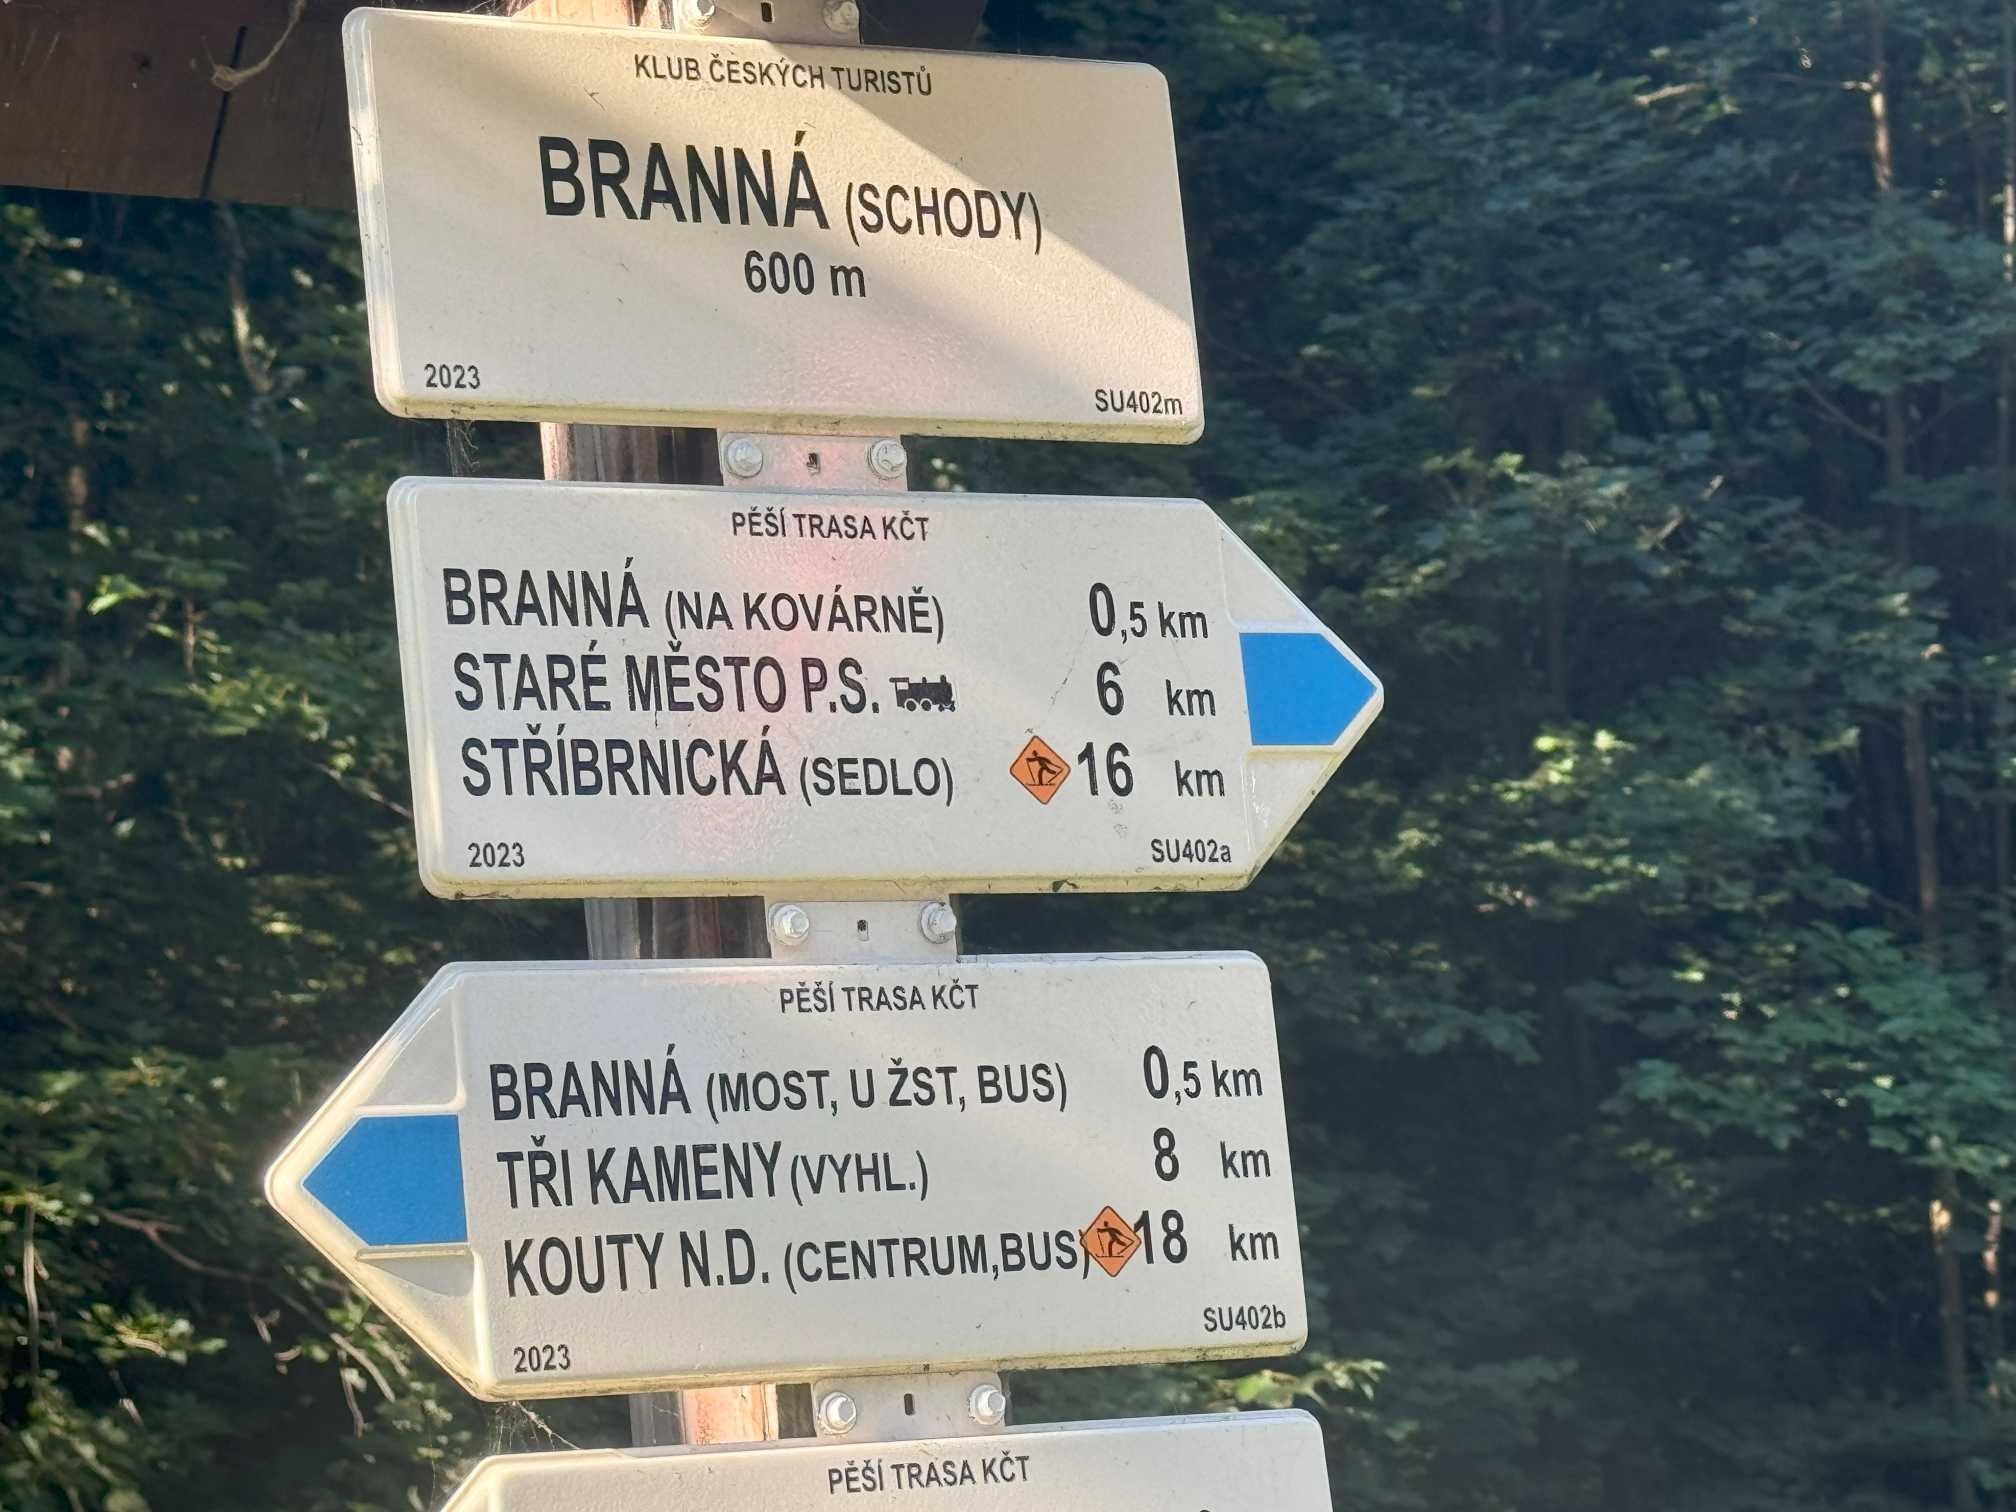 KLUB ČESKÝCH TURISTŮ
BRANNÁ (SCHODY)
600 m
2023 SU402m
PĚŠÍ TRASA KČT
BRANNÁ (NA KOVÁRNĚ) 0,5 km
STARÉ MĚSTO P.S. 6 km
STŘÍBRNICKÁ (SEDLO) 16 km
2023 SU402a
PĚŠÍ TRASA KČT
BRANNÁ (MOST, U ŽST, BUS) 0,5 km
TŘI KAMENY (VYHL.) 8 km
KOUTY N.D. (CENTRUM,BUS) 18 km
2023 SU402b
PĚŠÍ TRASA KČT